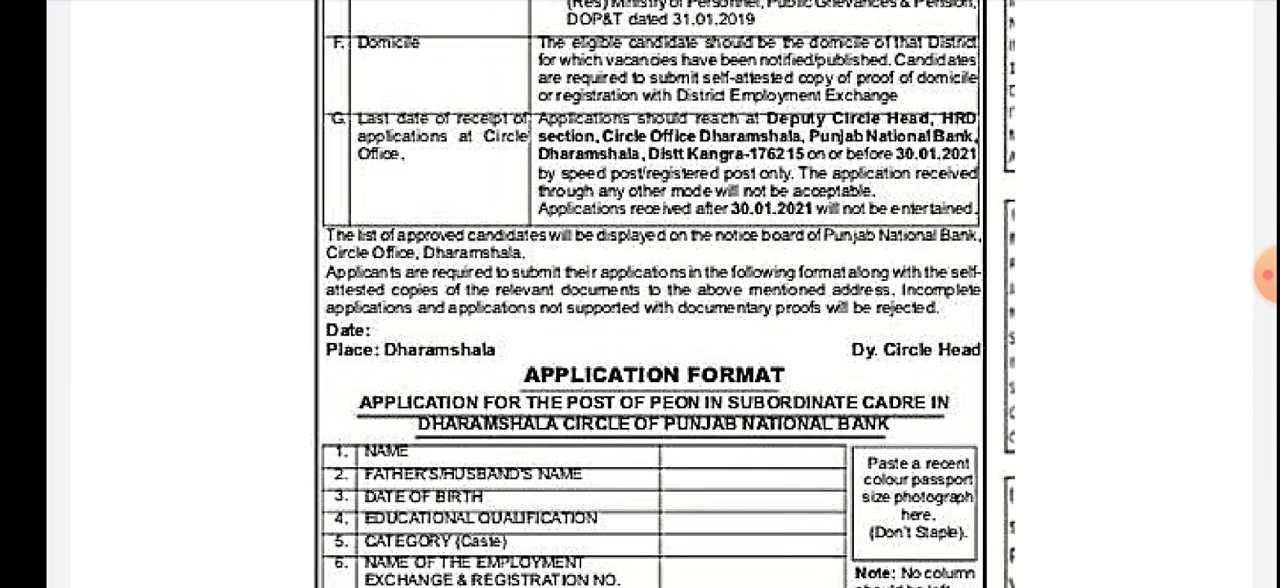 (Res) Ministry of Personnel, Public Grievances & Pension,
DOP&T dated 31.01.2019
F. Domicile
The eligible candidate should be the domicile of that District
for which vacancies have been notified/published. Candidates
are required to submit self-attested copy of proof of domicile
or registration with District Employment Exchange
G. Last date of receipt of
applications at Circle
Office.
Applications should reach at Deputy Circle Head, HRD
section, Circle Office Dharamshala, Punjab National Bank,
Dharamshala, Distt Kangra-176215 on or before 30.01.2021
by speed post/registered post only. The application received
through any other mode will not be acceptable.
Applications received after 30.01.2021 will not be entertained.
The list of approved candidates will be displayed on the notice board of Punjab National Bank,
Circle Office, Dharamshala.
Applicants are required to submit their applications in the following format along with the self-
attested copies of the relevant documents to the above mentioned address. Incomplete
applications and applications not supported with documentary proofs will be rejected.
Date:
Place: Dharamshala
Dy. Circle Head
APPLICATION FORMAT
APPLICATION FOR THE POST OF PEON IN SUBORDINATE CADRE IN
DHARAMSHALA CIRCLE OF PUNJAB NATIONAL BANK
1. NAME
2. FATHER'S/HUSBAND'S NAME
3. DATE OF BIRTH
4. EDUCATIONAL QUALIFICATION
5. CATEGORY (Caste)
6. NAME OF THE EMPLOYMENT
EXCHANGE & REGISTRATION NO.
Paste a recent
colour passport
size photograph
here.
(Don't Staple).
Note: No column
should be left